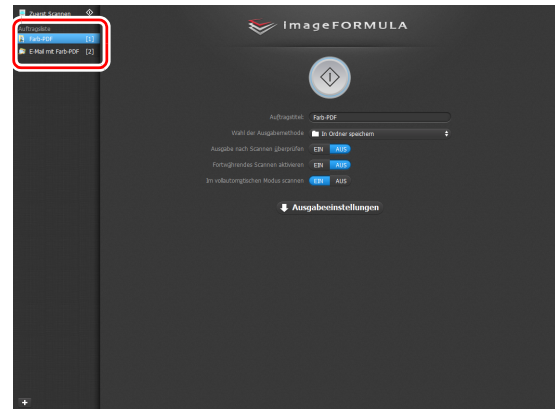 Zuerst Scannen
Auftragsliste
Farb-PDF [1]
E-Mail mit Farb-PDF [2]
imageFORMULA
Auftragstitel: Farb-PDF
Wahl der Ausgabemethode In Ordner speichern
Ausgabe nach Scannen überprüfen EIN AUS
Fortwährendes Scannen aktivieren EIN AUS
Im vollautomatischen Modus scannen EIN AUS
Ausgabeeinstellungen